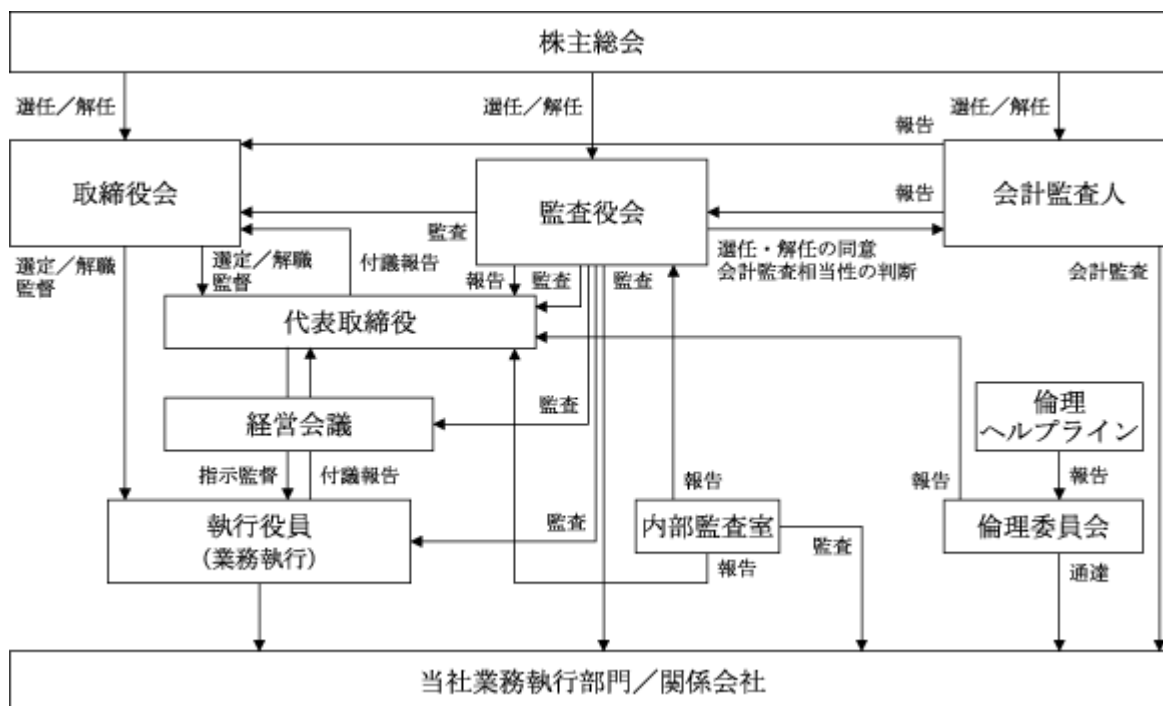 株主総会
選任／解任
選任／解任
選任／解任
報告
取締役会
監査役会
会計監査人
報告
監査
選任・解任の同意
会計監査相当性の判断
選定／解職
監督
選定／解職
監督
付議報告
報告
監査
監査
会計監査
代表取締役
経営会議
監査
倫理
ヘルプライン
指示監督
付議報告
報告
報告
報告
執行役員
(業務執行)
監査
内部監査室
監査
倫理委員会
報告
通達
当社業務執行部門／関係会社